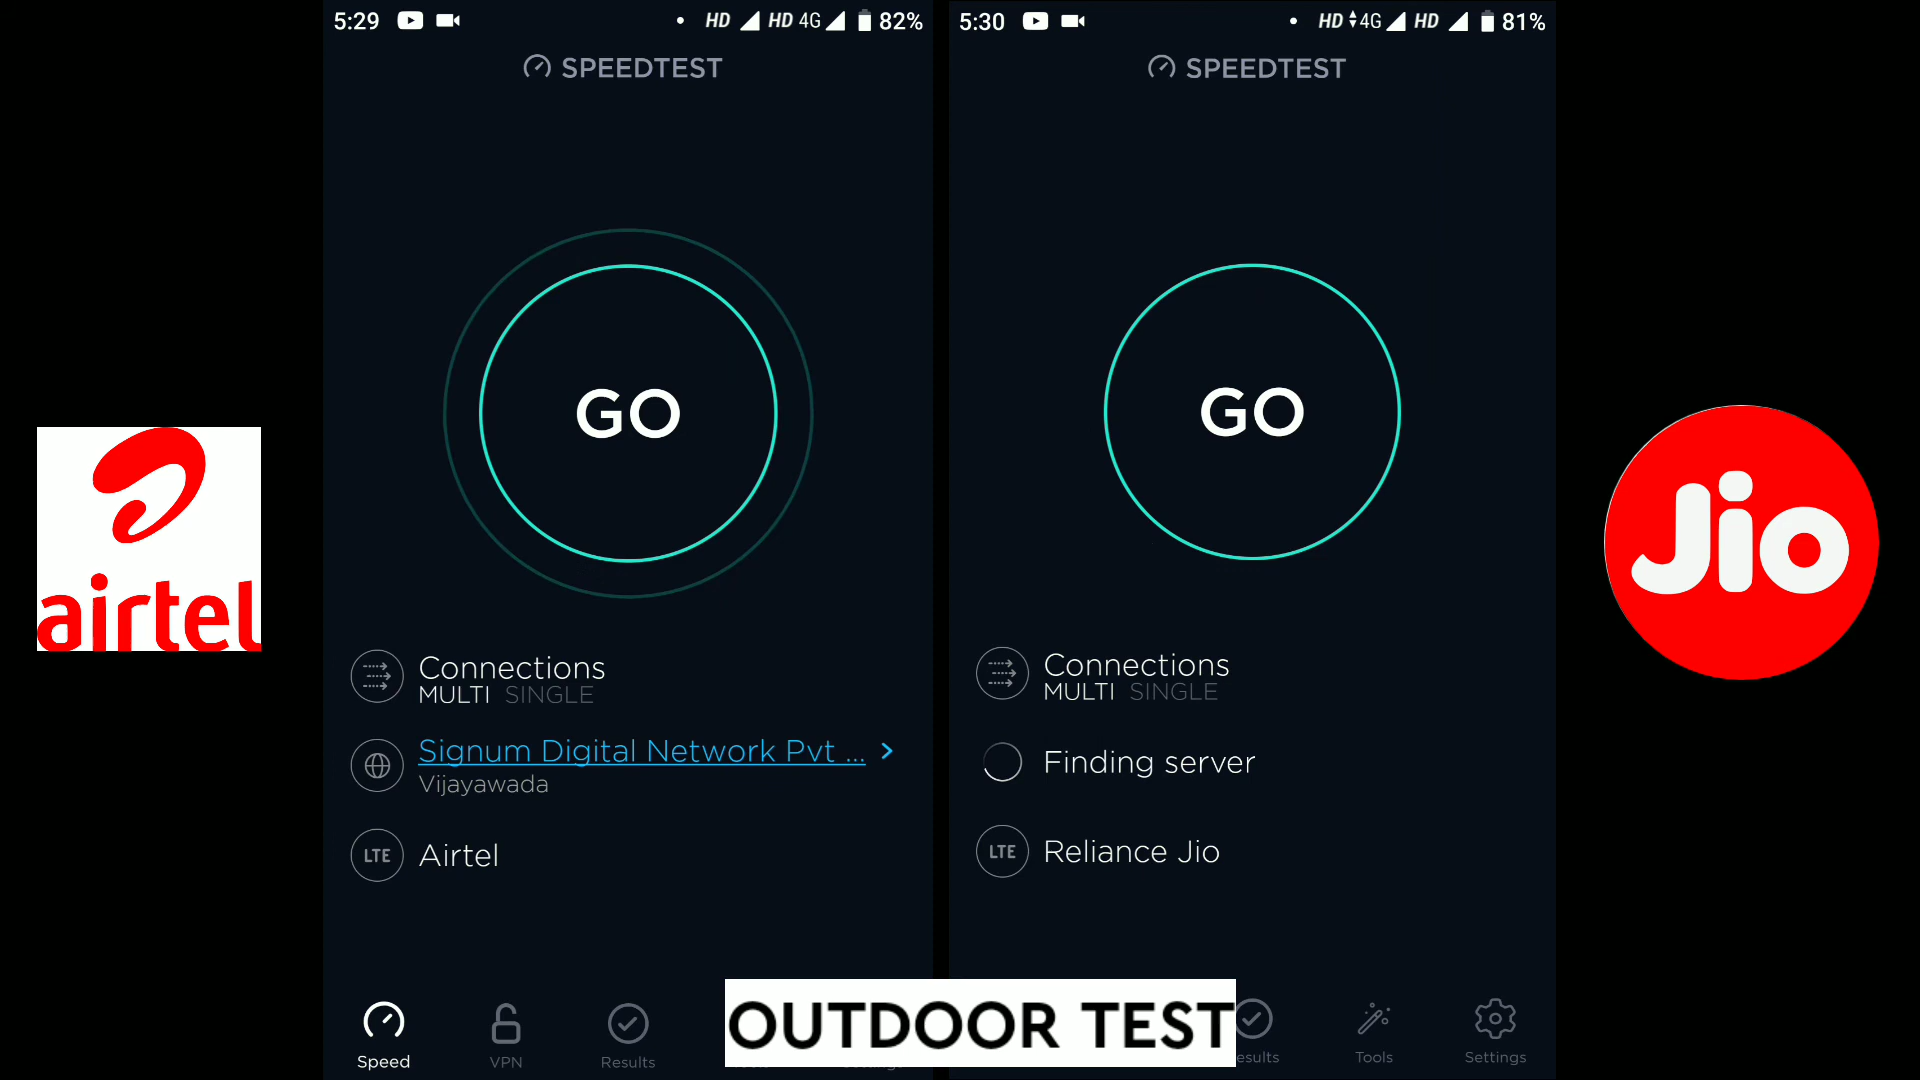 5:29
HD HD 4G 82%
SPEEDTEST
GO
Connections
MULTI SINGLE
Signum Digital Network Pvt ...
Vijayawada
LTE Airtel
Speed VPN Results
airtel
5:30
HD 4G HD 81%
SPEEDTEST
GO
Connections
MULTI SINGLE
Finding server
LTE Reliance Jio
esults Tools Settings
Jio
OUTDOOR TEST